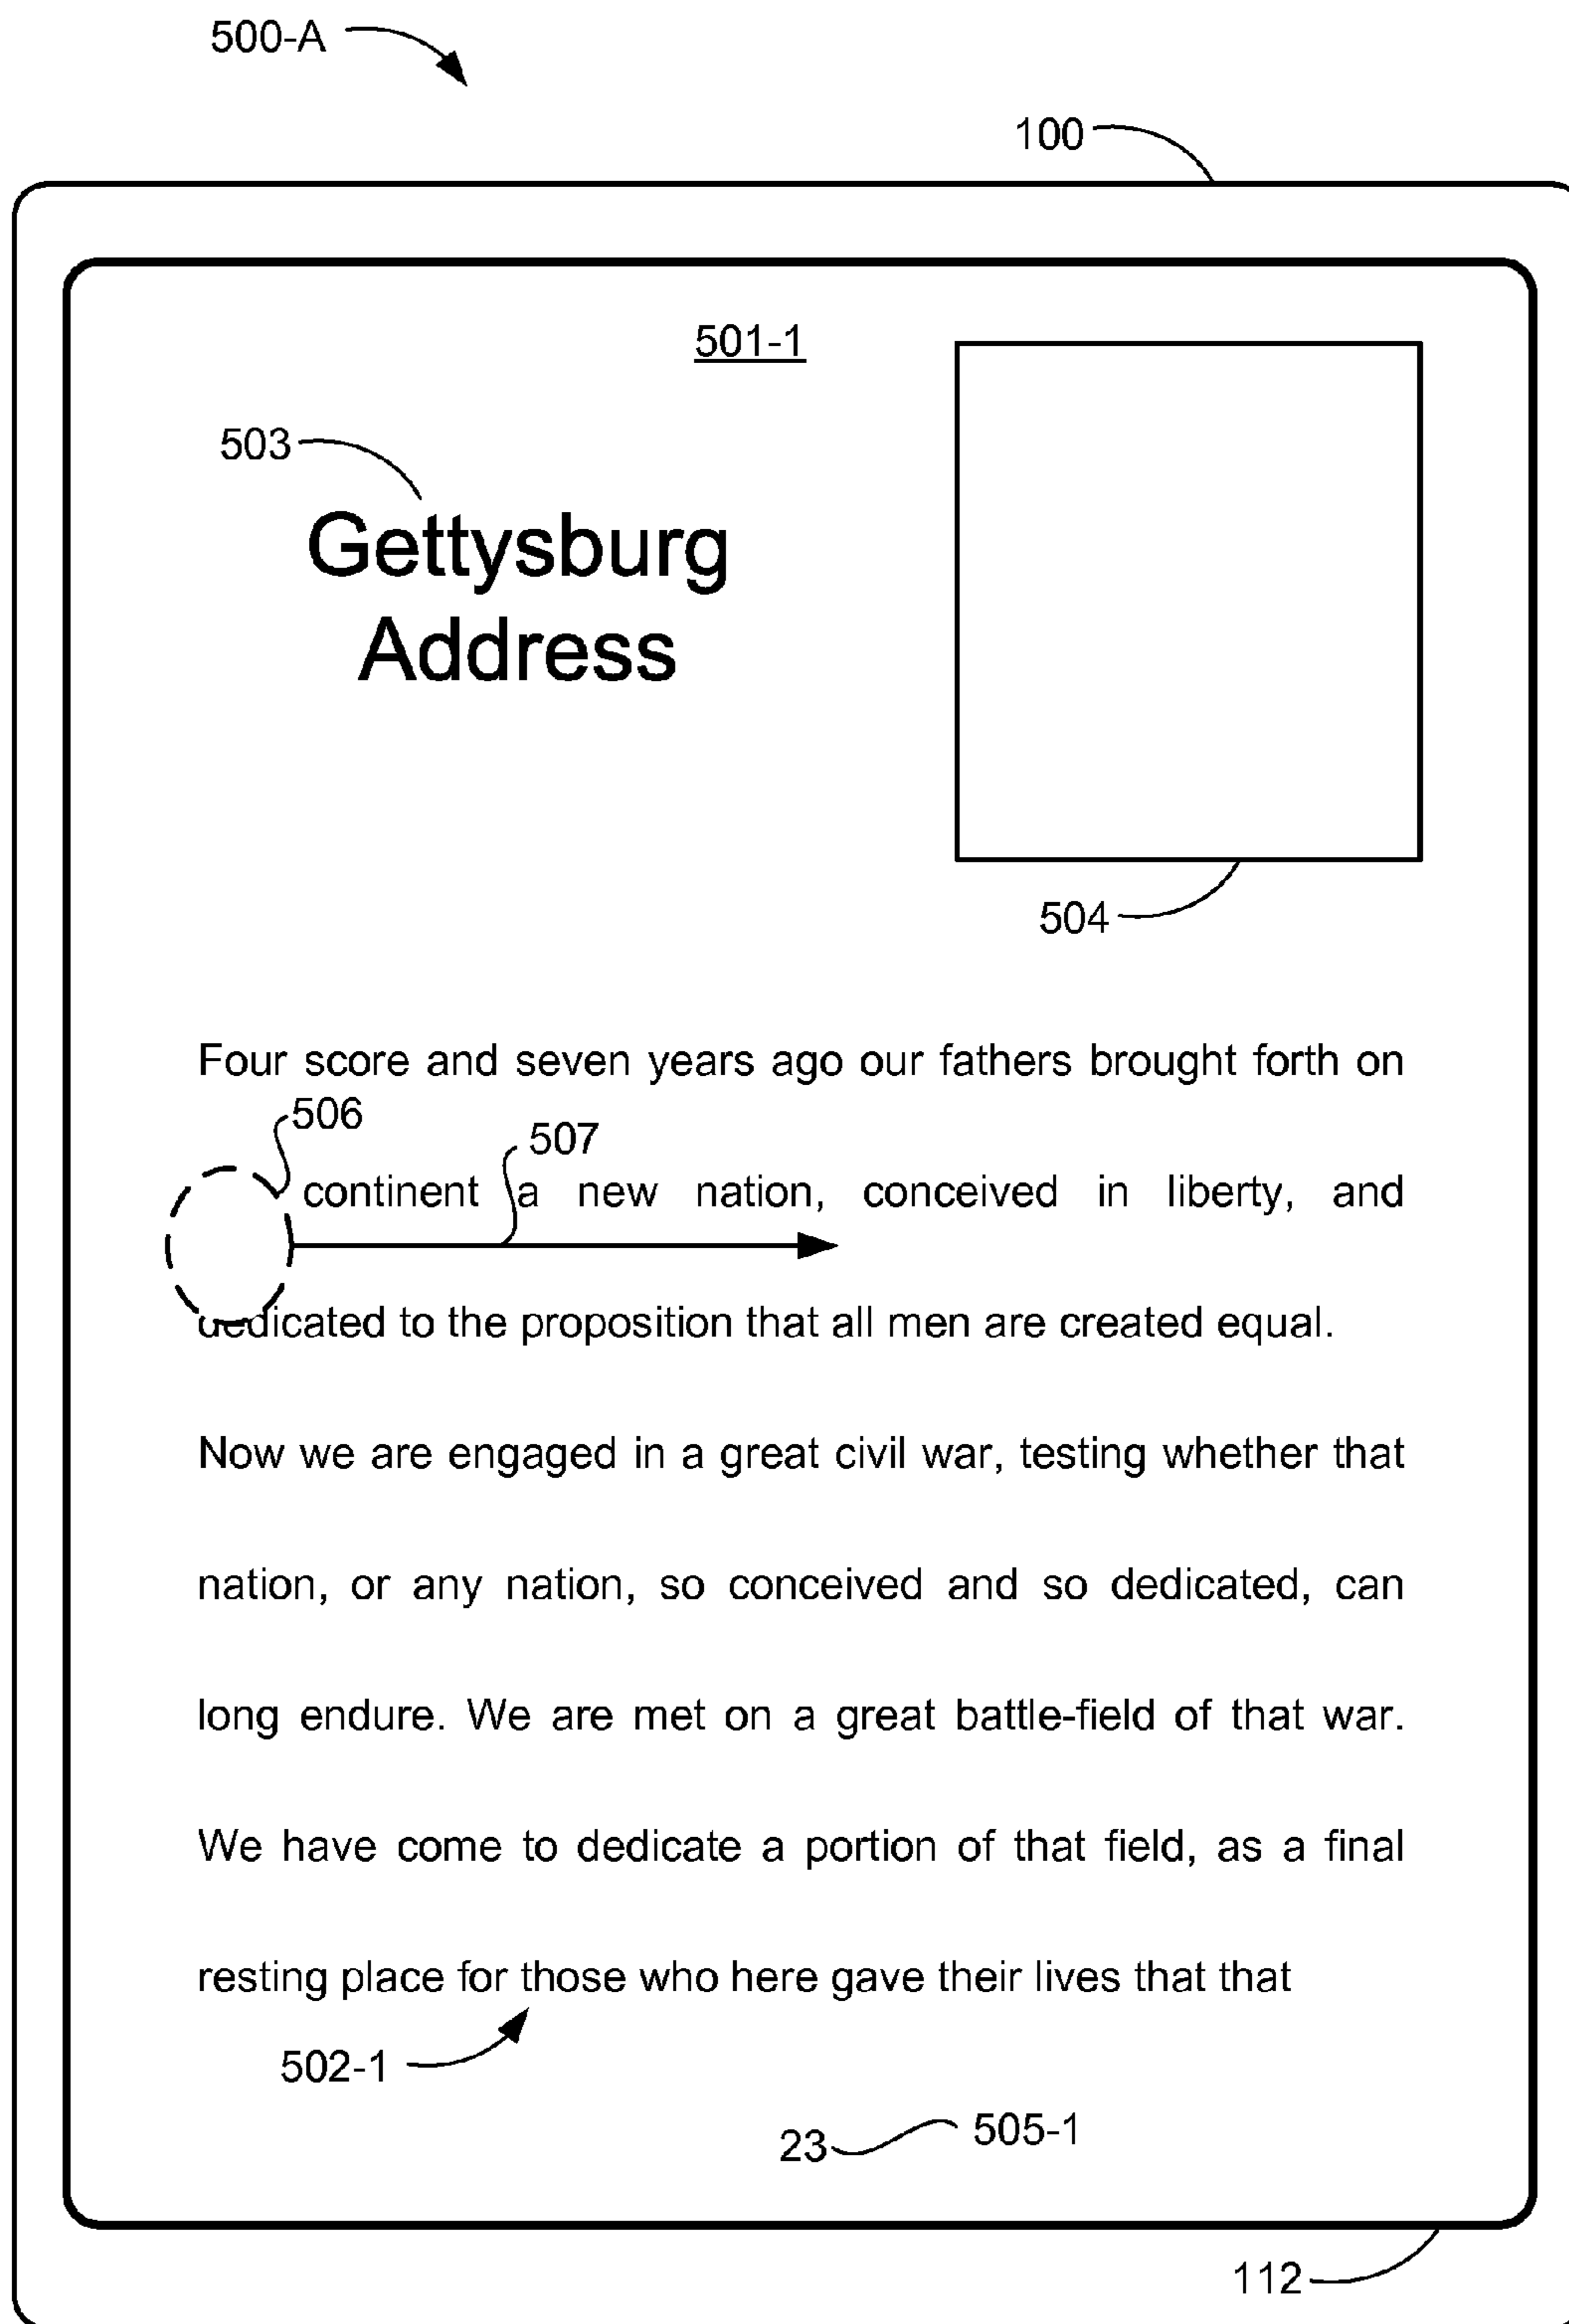 500-A
100
501-1
503
Gettysburg
Address
504
Four score and seven years ago our fathers brought forth on
506
507
continent a new nation, conceived in liberty, and
dedicated to the proposition that all men are created equal.
Now we are engaged in a great civil war, testing whether that
nation, or any nation, so conceived and so dedicated, can
long endure. We are met on a great battle-field of that war.
We have come to dedicate a portion of that field, as a final
resting place for those who here gave their lives that that
502-1
23
505-1
112